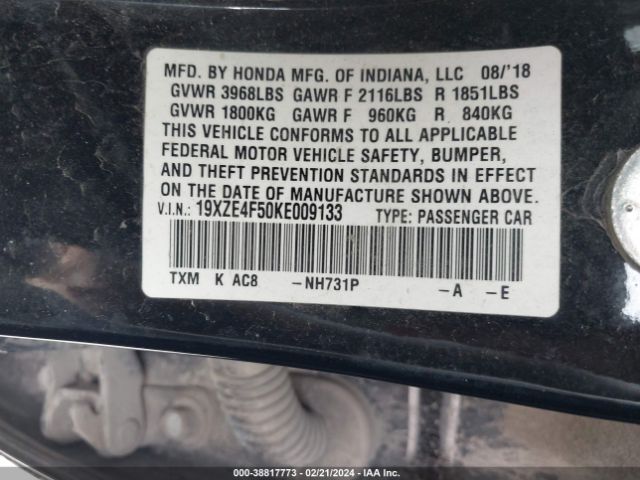 MFD. BY HONDA MFG. OF INDIANA, LLC 08/'18
GVWR 3968LBS GAWR F 2116LBS R 1851LBS
GVWR 1800KG GAWR F 960KG R 840KG
THIS VEHICLE CONFORMS TO ALL APPLICABLE
FEDERAL MOTOR VEHICLE SAFETY, BUMPER,
AND THEFT PREVENTION STANDARDS IN EFFECT
ON THE DATE OF MANUFACTURE SHOWN ABOVE.
V.I.N.: 19XZE4F50KE009133 TYPE: PASSENGER CAR
TXM K AC8 -NH731P -A -E
000-38817773 - 02/21/2024 - IAA Inc.